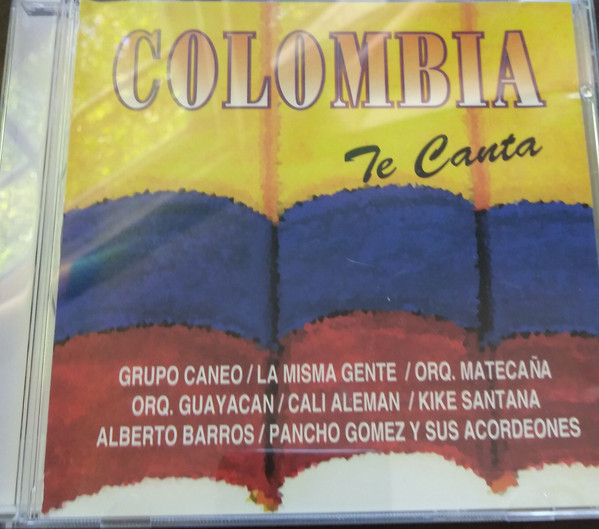 COLOMBIA
Te Canta
GRUPO CANEO / LA MISMA GENTE / ORQ. MATECAÑA
ORQ. GUAYACAN / CALI ALEMAN / KIKE SANTANA
ALBERTO BARROS / PANCHO GOMEZ Y SUS ACORDEONES